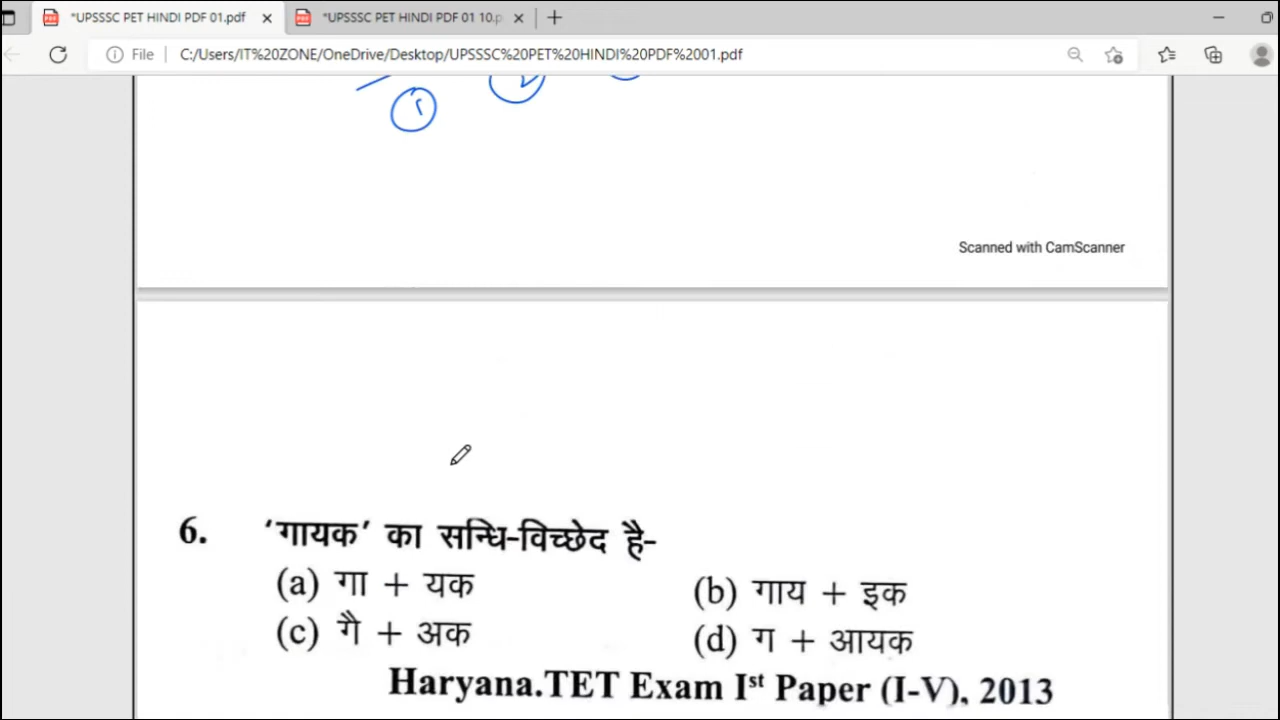 *UPSSSC PET HINDI PDF 01.pdf
*UPSSSC PET HINDI PDF 01 10.p
File
C:/Users/IT%20ZONE/OneDrive/Desktop/UPSSSC%20PET%20HINDI%20PDF%2001.pdf
Scanned with CamScanner
6. 'गायक' का सन्धि-विच्छेद है-
(a) गा + यक (b) गाय + इक
(c) गै + अक (d) ग + आयक
Haryana.TET Exam Ist Paper (I-V), 2013